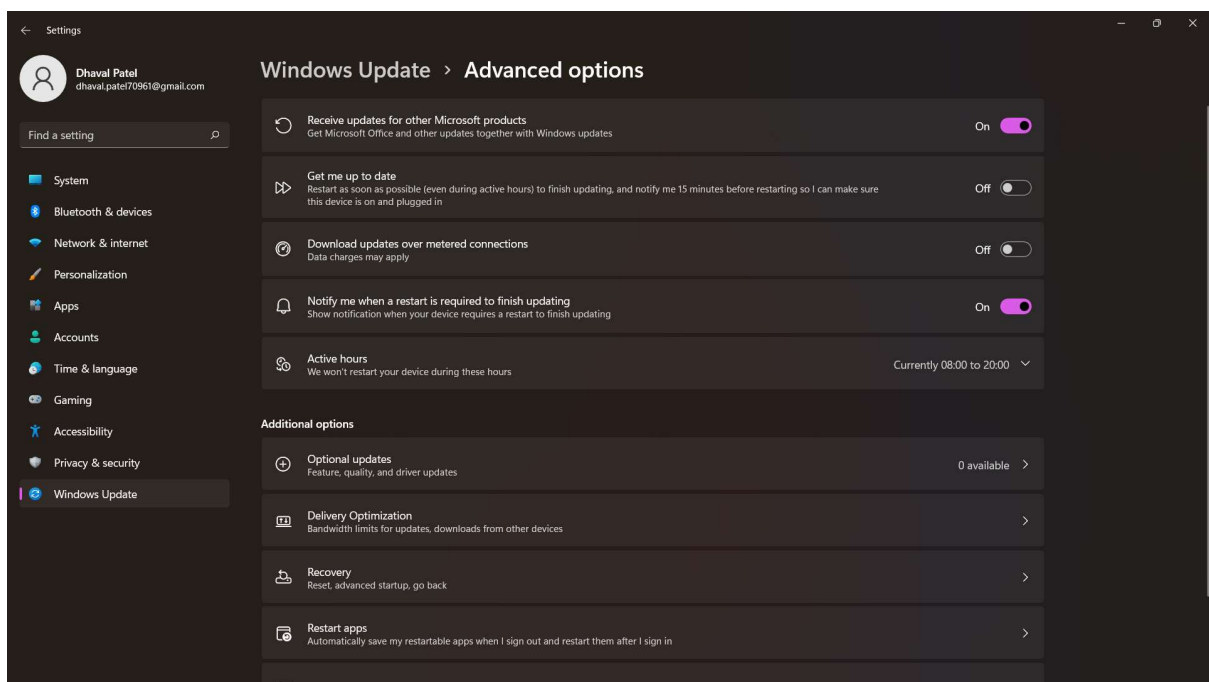 Settings
Dhaval Patel
dhaval.patel70961@gmail.com
Find a setting
System
Bluetooth & devices
Network & internet
Personalization
Apps
Accounts
Time & language
Gaming
Accessibility
Privacy & security
Windows Update
Windows Update > Advanced options
Receive updates for other Microsoft products
Get Microsoft Office and other updates together with Windows updates
On
Get me up to date
Restart as soon as possible (even during active hours) to finish updating, and notify me 15 minutes before restarting so I can make sure
this device is on and plugged in
Off
Download updates over metered connections
Data charges may apply
Off
Notify me when a restart is required to finish updating
Show notification when your device requires a restart to finish updating
On
Active hours
We won't restart your device during these hours
Currently 08:00 to 20:00
Additional options
Optional updates
Feature, quality, and driver updates
0 available
Delivery Optimization
Bandwidth limits for updates, downloads from other devices
Recovery
Reset, advanced startup, go back
Restart apps
Automatically save my restartable apps when I sign out and restart them after I sign in